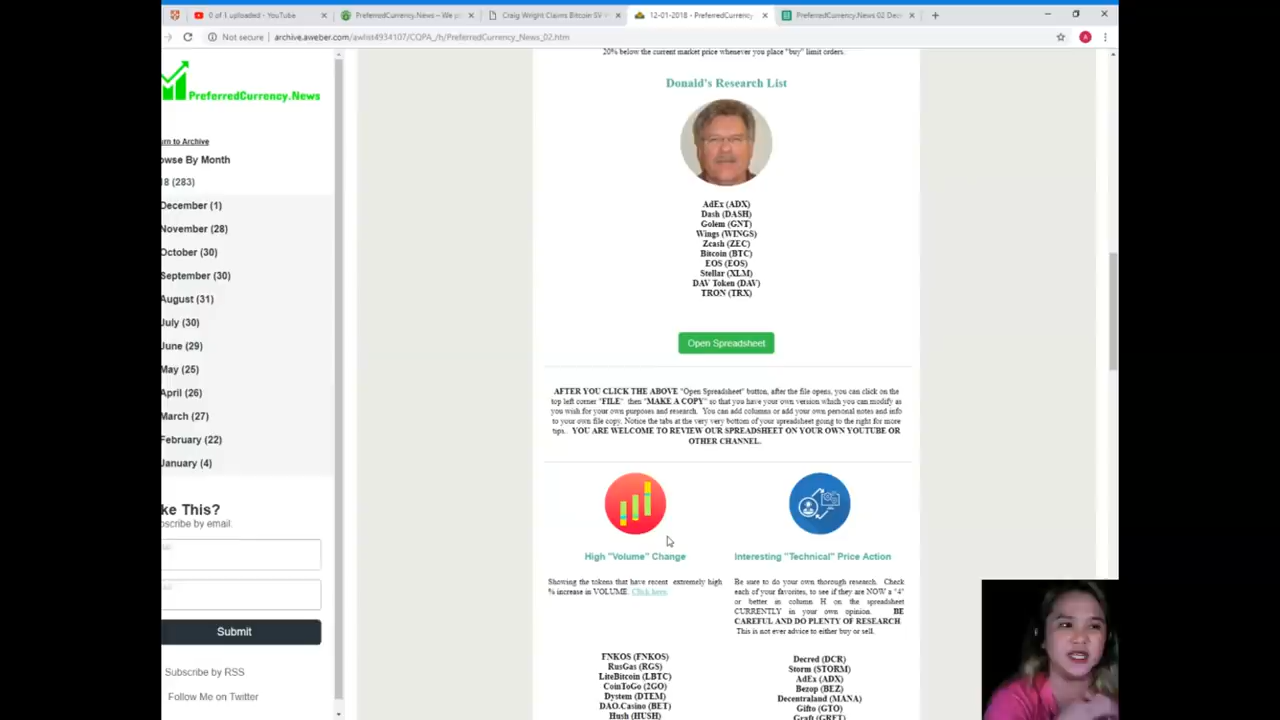 0 of 1 uploaded - YouTube
PreferredCurrency.News – We p
Craig Wright Claims Bitcoin SV
12-01-2018 - PreferredCurrency
PreferredCurrency.News 02 Dece
Not secure
archive.aweber.com/awlist4934107/CQPA_/h/PreferredCurrency_News_02.htm
PreferredCurrency.News
urn to Archive
owse By Month
18 (283)
December (1)
November (28)
October (30)
September (30)
August (31)
July (30)
June (29)
May (25)
April (26)
March (27)
February (22)
January (4)
ke This?
bscribe by email.
Submit
Subscribe by RSS
Follow Me on Twitter
20% below the current market price whenever you place "buy" limit orders.
Donald's Research List
AdEx (ADX)
Dash (DASH)
Golem (GNT)
Wings (WINGS)
Zcash (ZEC)
Bitcoin (BTC)
EOS (EOS)
Stellar (XLM)
DAV Token (DAV)
TRON (TRX)
Open Spreadsheet
AFTER YOU CLICK THE ABOVE "Open Spreadsheet" button, after the file opens, you can click on the
top left corner "FILE" then "MAKE A COPY" so that you have your own version which you can modify as
you wish for your own purposes and research. You can add columns or add your own personal notes and info
to your own file copy. Notice the tabs at the very very bottom of your spreadsheet going to the right for more
tips.. YOU ARE WELCOME TO REVIEW OUR SPREADSHEET ON YOUR OWN YOUTUBE OR
OTHER CHANNEL.
High "Volume" Change
Showing the tokens that have recent extremely high
% increase in VOLUME. Click here
FNKOS (FNKOS)
RusGas (RGS)
LiteBitcoin (LBTC)
CoinToGo (2GO)
Dystem (DTEM)
DAO.Casino (BET)
Hush (HUSH)
Interesting "Technical" Price Action
Be sure to do your own thorough research. Check
each of your favorites, to see if they are NOW a "4"
or better in column H on the spreadsheet
CURRENTLY in your own opinion. BE
CAREFUL AND DO PLENTY OF RESEARCH
This is not ever advice to either buy or sell.
Decred (DCR)
Storm (STORM)
AdEx (ADX)
Bezop (BEZ)
Decentraland (MANA)
Gifto (GTO)
Graft (GRFT)